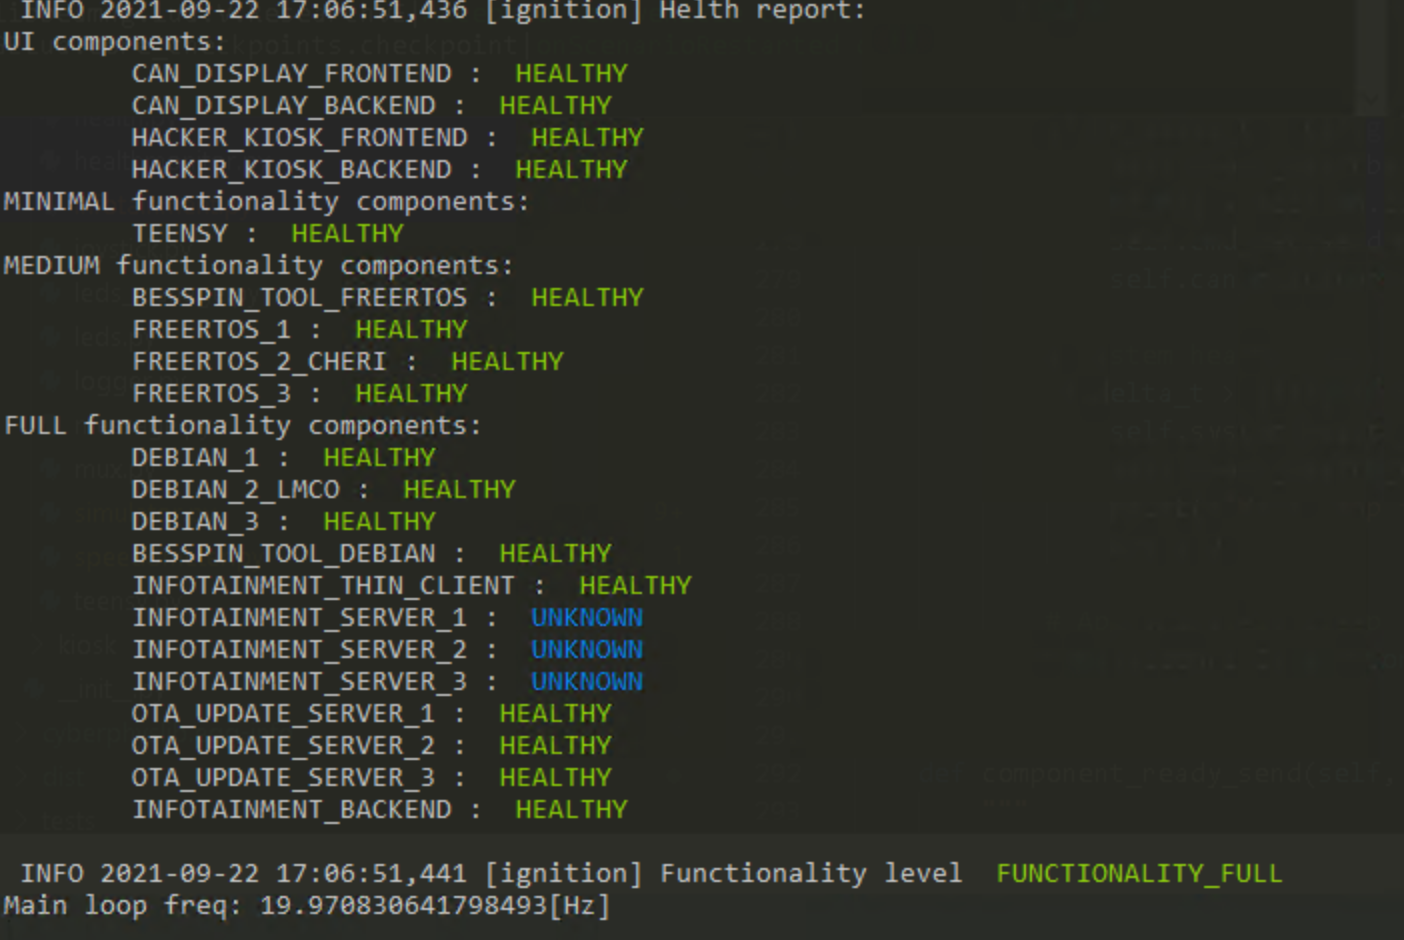 INFO 2021-09-22 17:06:51,436 [ignition] Helth report:
UI components:
CAN_DISPLAY_FRONTEND : HEALTHY
CAN_DISPLAY_BACKEND : HEALTHY
HACKER_KIOSK_FRONTEND : HEALTHY
HACKER_KIOSK_BACKEND : HEALTHY
MINIMAL functionality components:
TEENSY : HEALTHY
MEDIUM functionality components:
BESSPIN_TOOL_FREERTOS : HEALTHY
FREERTOS_1 : HEALTHY
FREERTOS_2_CHERI : HEALTHY
FREERTOS_3 : HEALTHY
FULL functionality components:
DEBIAN_1 : HEALTHY
DEBIAN_2_LMCO : HEALTHY
DEBIAN_3 : HEALTHY
BESSPIN_TOOL_DEBIAN : HEALTHY
INFOTAINMENT_THIN_CLIENT : HEALTHY
INFOTAINMENT_SERVER_1 : UNKNOWN
INFOTAINMENT_SERVER_2 : UNKNOWN
INFOTAINMENT_SERVER_3 : UNKNOWN
OTA_UPDATE_SERVER_1 : HEALTHY
OTA_UPDATE_SERVER_2 : HEALTHY
OTA_UPDATE_SERVER_3 : HEALTHY
INFOTAINMENT_BACKEND : HEALTHY
INFO 2021-09-22 17:06:51,441 [ignition] Functionality level FUNCTIONALITY_FULL
Main loop freq: 19.970830641798493[Hz]